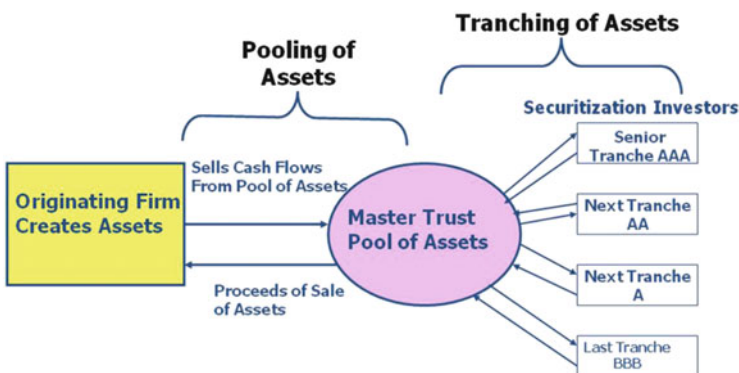 Tranching of Assets
Pooling of
Assets
Securitization Investors
Senior
Tranche AAA
Sells Cash Flows
From Pool of Assets
Originating Firm
Creates Assets
Master Trust
Pool of Assets
Next Tranche
AA
Next Tranche
A
Proceeds of Sale
of Assets
Last Tranche
BBB